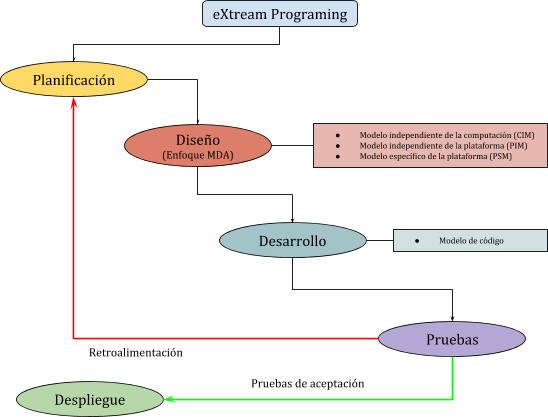 eXtream Programing
Planificación
Diseño
(Enfoque MDA)
● Modelo independiente de la computación (CIM)
● Modelo independiente de la plataforma (PIM)
● Modelo específico de la plataforma (PSM)
Desarrollo
● Modelo de código
Pruebas
Retroalimentación
Pruebas de aceptación
Despliegue